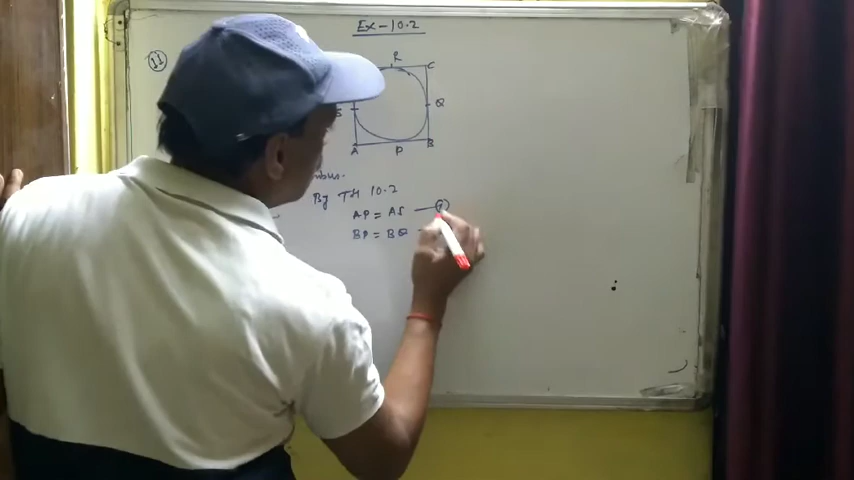 Ex-10.2
11
R
C
S
Q
A
P
B
By TH 10.2
AP = AS — 1
BP = BQ -